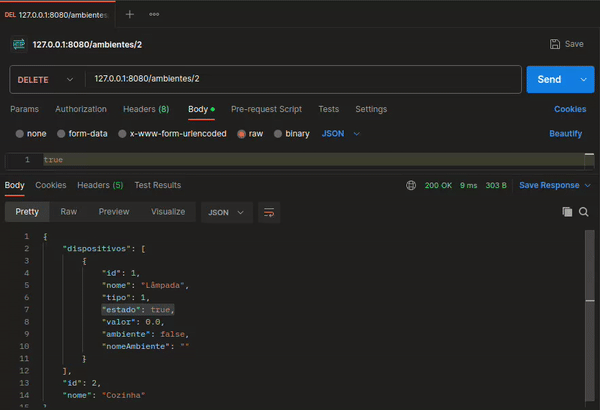 DEL 127.0.0.1:8080/ambientes
HTTP 127.0.0.1:8080/ambientes/2 Save
DELETE 127.0.0.1:8080/ambientes/2 Send
Params Authorization Headers (8) Body Pre-request Script Tests Settings Cookies
none form-data x-www-form-urlencoded raw binary JSON Beautify
1 true
Body Cookies Headers (5) Test Results 200 OK 9 ms 303 B Save Response
Pretty Raw Preview Visualize JSON
1 {
2 "dispositivos": [
3 {
4 "id": 1,
5 "nome": "Lâmpada",
6 "tipo": 1,
7 "estado": true,
8 "valor": 0.0,
9 "ambiente": false,
10 "nomeAmbiente": ""
11 }
12 ],
13 "id": 2,
14 "nome": "Cozinha"
15 }